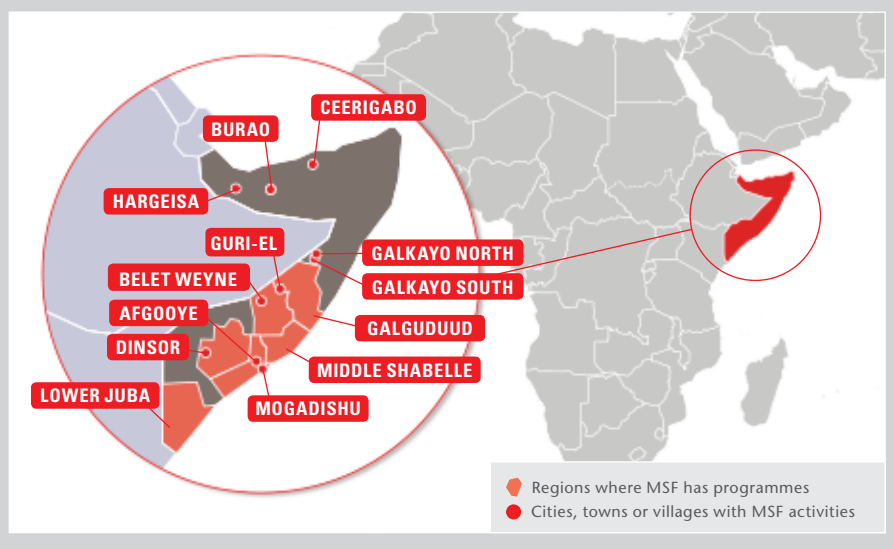 CEERIGABO
BURAO
HARGEISA
GURI-EL
GALKAYO NORTH
BELET WEYNE
GALKAYO SOUTH
AFGOOYE
GALGUDUUD
DINSOR
MIDDLE SHABELLE
LOWER JUBA
MOGADISHU
Regions where MSF has programmes
Cities, towns or villages with MSF activities